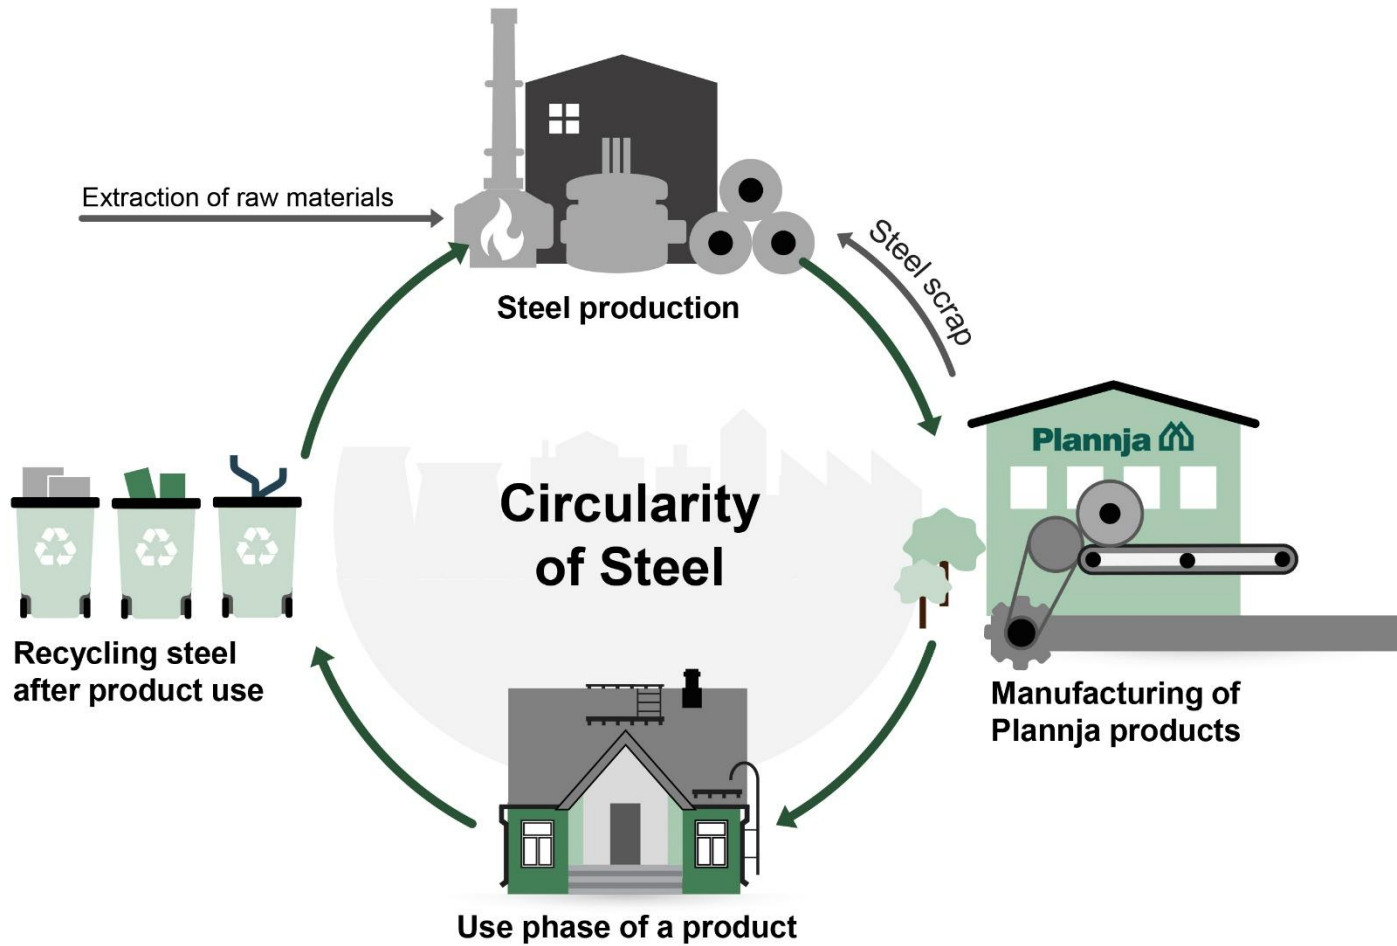 Extraction of raw materials
Steel production
Steel scrap
Plannja
Circularity
of Steel
Recycling steel
after product use
Manufacturing of
Plannja products
Use phase of a product